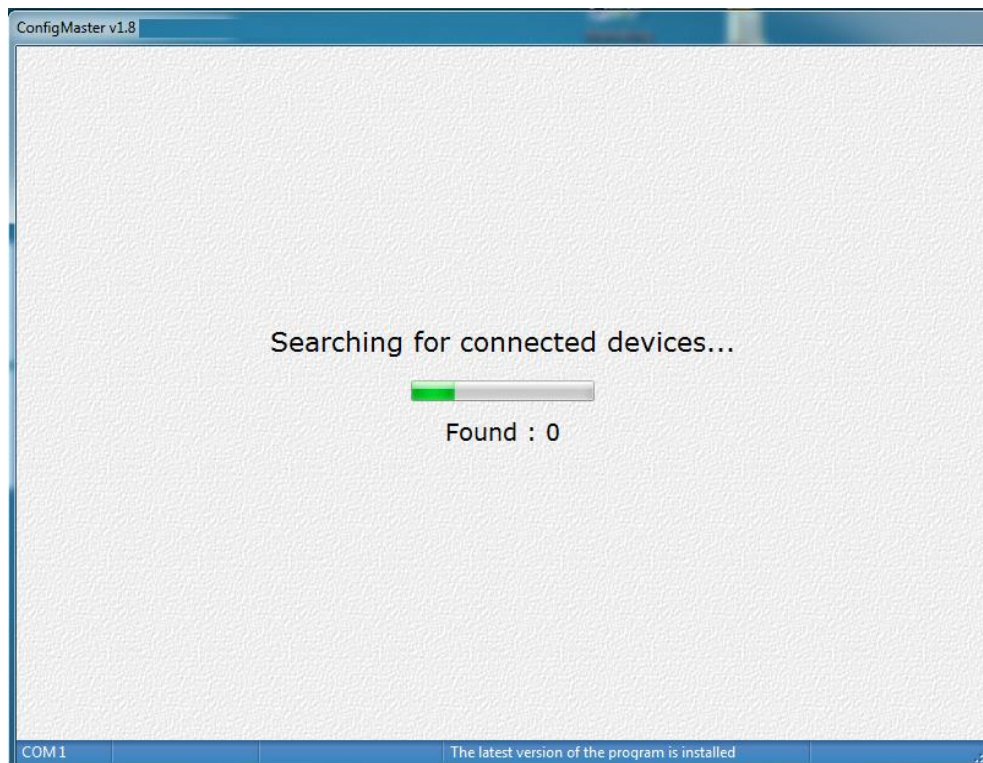 ConfigMaster v1.8
Searching for connected devices...
Found : 0
COM1
The latest version of the program is installed